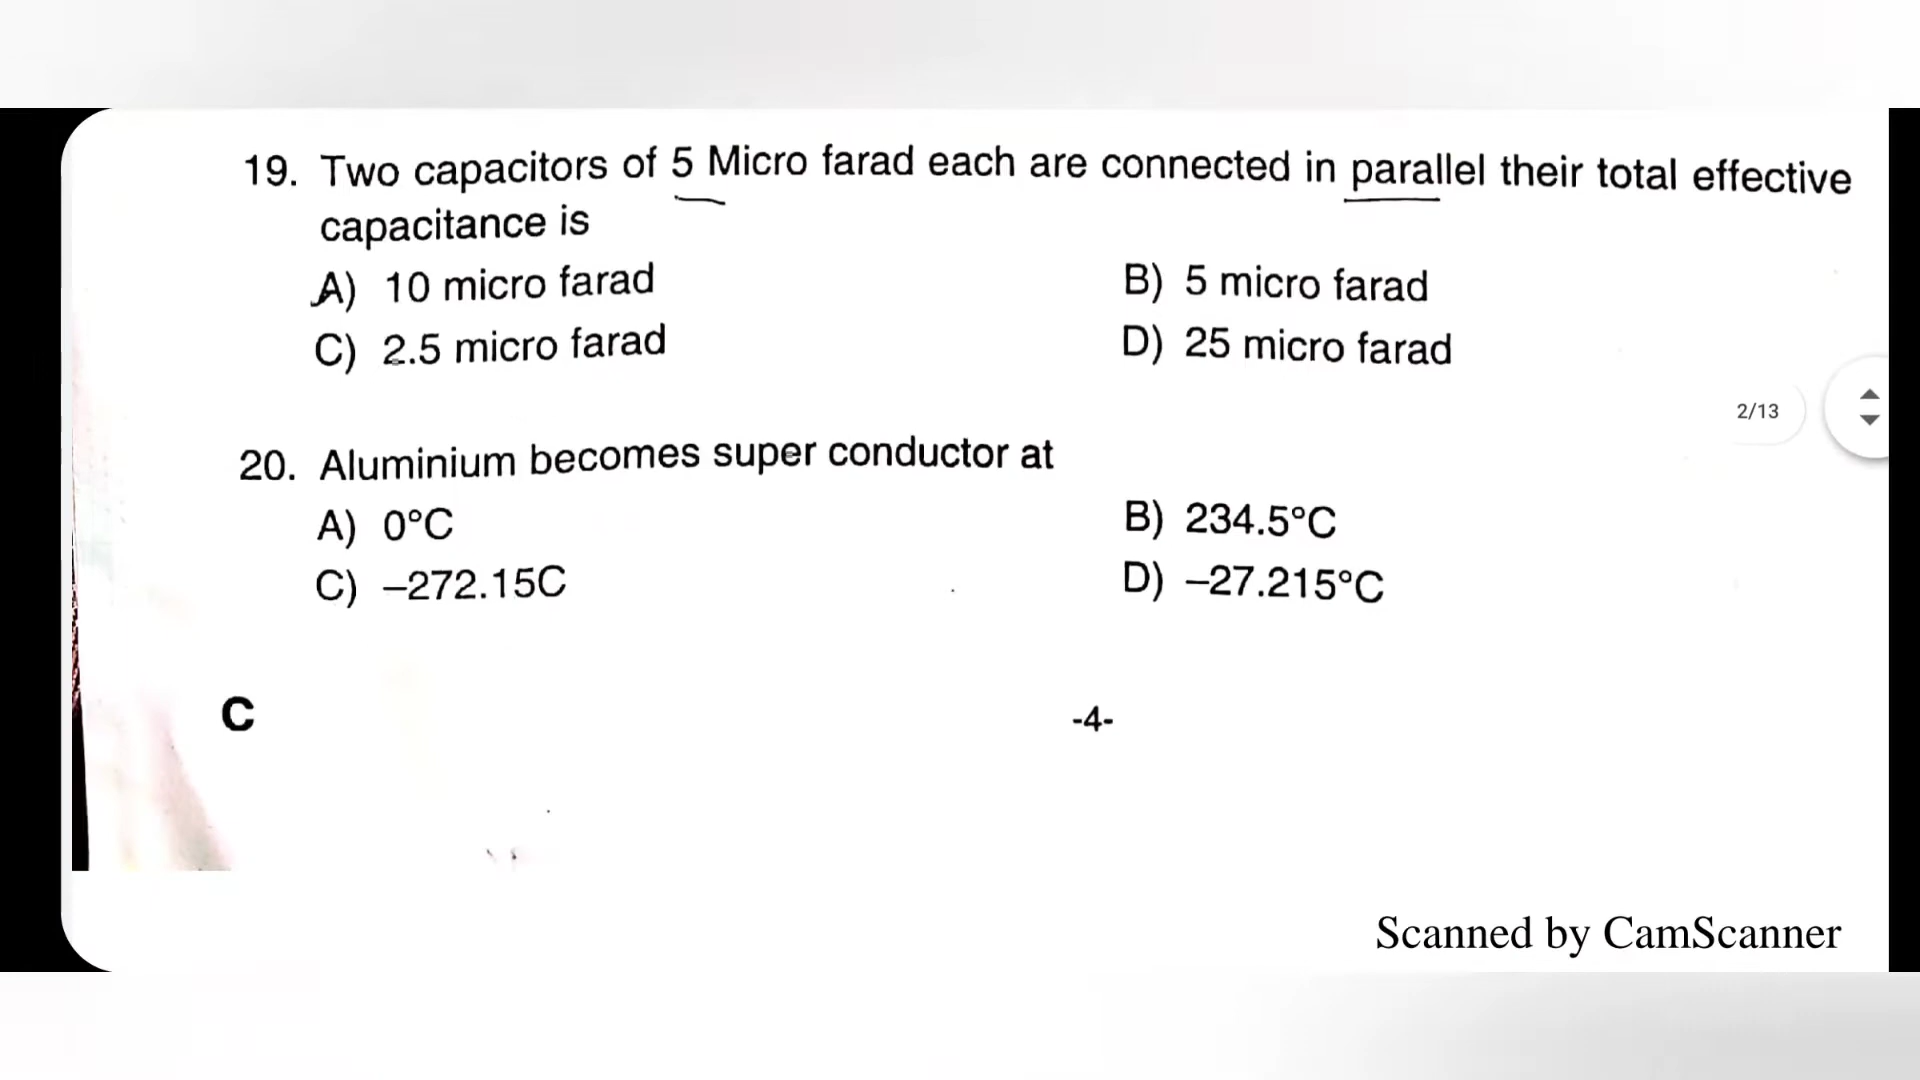 19. Two capacitors of 5 Micro farad each are connected in parallel their total effective
capacitance is
A) 10 micro farad
B) 5 micro farad
C) 2.5 micro farad
D) 25 micro farad
2/13
20. Aluminium becomes super conductor at
A) 0°C
B) 234.5°C
C) –272.15C
D) –27.215°C
C
-4-
Scanned by CamScanner